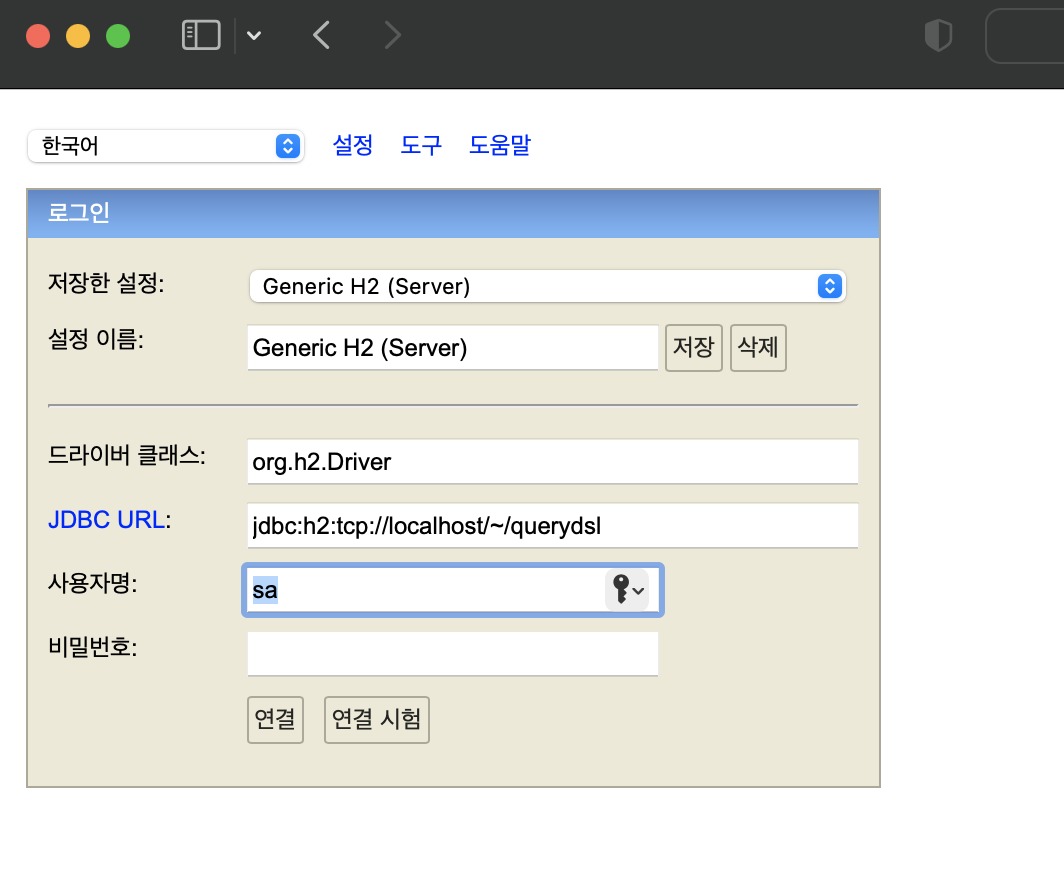 한국어 설정 도구 도움말
로그인
저장한 설정: Generic H2 (Server)
설정 이름: Generic H2 (Server) 저장 삭제
드라이버 클래스: org.h2.Driver
JDBC URL: jdbc:h2:tcp://localhost/~/querydsl
사용자명: sa
비밀번호:
연결 연결 시험